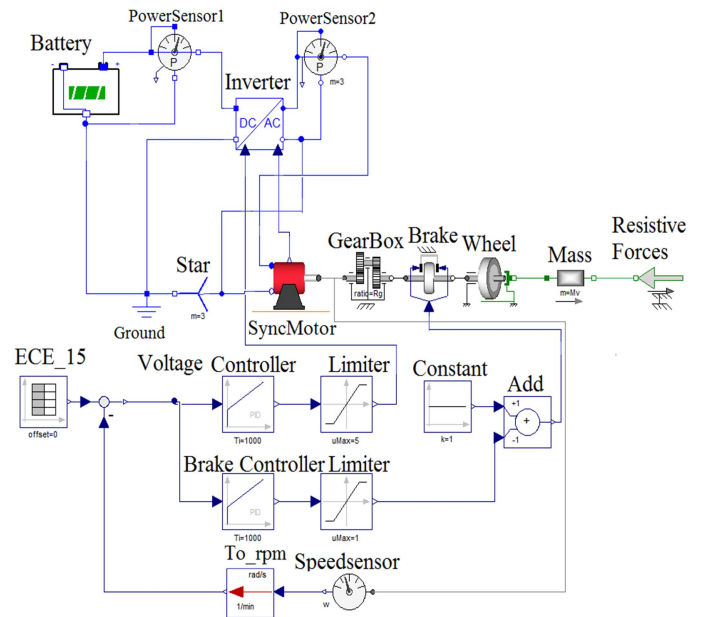 PowerSensor1
PowerSensor2
Battery
- +
P
P
m=3
Inverter
DC AC
GearBox
Brake
Wheel
Mass
Resistive
Forces
ratio=Rg
m=Mv
Star
m=3
Ground
SyncMotor
ECE_15
offset=0
-
Voltage Controller
PID
Ti=1000
Limiter
uMax=5
Constant
k=1
Add
+1
+
-1
Brake Controller
PID
Ti=1000
Limiter
uMax=1
To_rpm
rad/s
1/min
Speedsensor
w